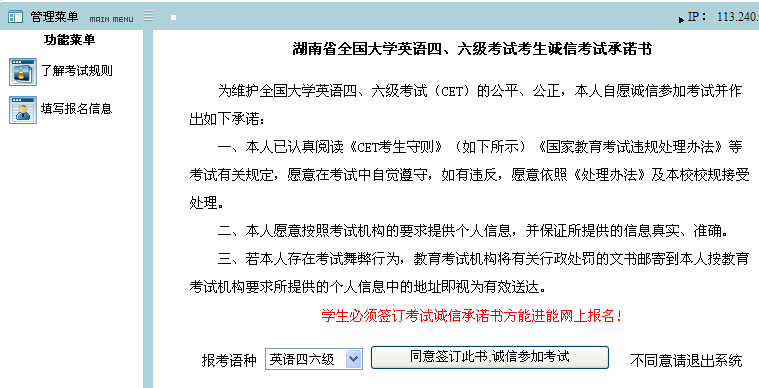 管理菜单 MAIN MENU
IP： 113.240.
功能菜单
了解考试规则
填写报名信息
湖南省全国大学英语四、六级考试考生诚信考试承诺书
为维护全国大学英语四、六级考试（CET）的公平、公正，本人自愿诚信参加考试并作
出如下承诺：
一、本人已认真阅读《CET考生守则》（如下所示）《国家教育考试违规处理办法》等
考试有关规定，愿意在考试中自觉遵守，如有违反，愿意依照《处理办法》及本校校规接受
处理。
二、本人愿意按照考试机构的要求提供个人信息，并保证所提供的信息真实、准确。
三、若本人存在考试舞弊行为，教育考试机构将有关行政处罚的文书邮寄到本人按教育
考试机构要求所提供的个人信息中的地址即视为有效送达。
学生必须签订考试诚信承诺书方能进能网上报名！
报考语种 英语四六级 同意签订此书,诚信参加考试 不同意请退出系统